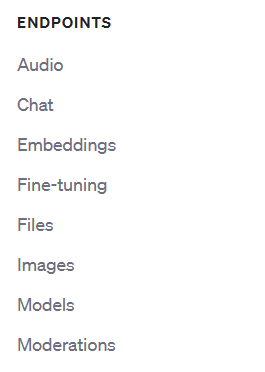 ENDPOINTS
Audio
Chat
Embeddings
Fine-tuning
Files
Images
Models
Moderations